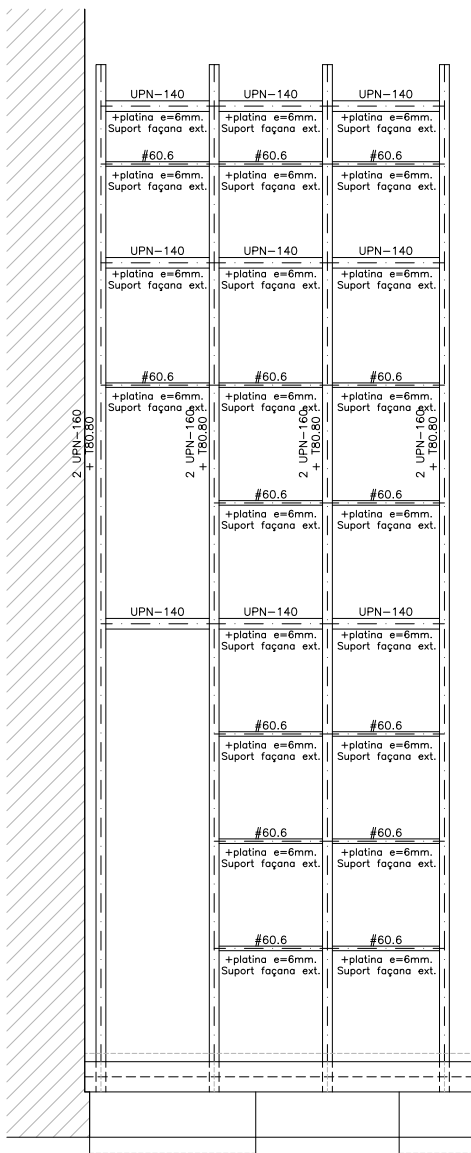 UPN-140 UPN-140 UPN-140
+platina e=6mm. +platina e=6mm. +platina e=6mm.
Suport façana ext. Suport façana ext. Suport façana ext.
#60.6 #60.6 #60.6
+platina e=6mm. +platina e=6mm. +platina e=6mm.
Suport façana ext. Suport façana ext. Suport façana ext.
UPN-140 UPN-140 UPN-140
+platina e=6mm. +platina e=6mm. +platina e=6mm.
Suport façana ext. Suport façana ext. Suport façana ext.
#60.6 #60.6 #60.6
+platina e=6mm. +platina e=6mm. +platina e=6mm.
Suport façana ext. Suport façana ext. Suport façana ext.
2 UPN-160
+ T80.80
2 UPN-160
+ T80.80
2 UPN-160
+ T80.80
2 UPN-160
+ T80.80
#60.6 #60.6
+platina e=6mm. +platina e=6mm.
Suport façana ext. Suport façana ext.
UPN-140 UPN-140 UPN-140
+platina e=6mm. +platina e=6mm.
Suport façana ext. Suport façana ext.
#60.6 #60.6
+platina e=6mm. +platina e=6mm.
Suport façana ext. Suport façana ext.
#60.6 #60.6
+platina e=6mm. +platina e=6mm.
Suport façana ext. Suport façana ext.
#60.6 #60.6
+platina e=6mm. +platina e=6mm.
Suport façana ext. Suport façana ext.